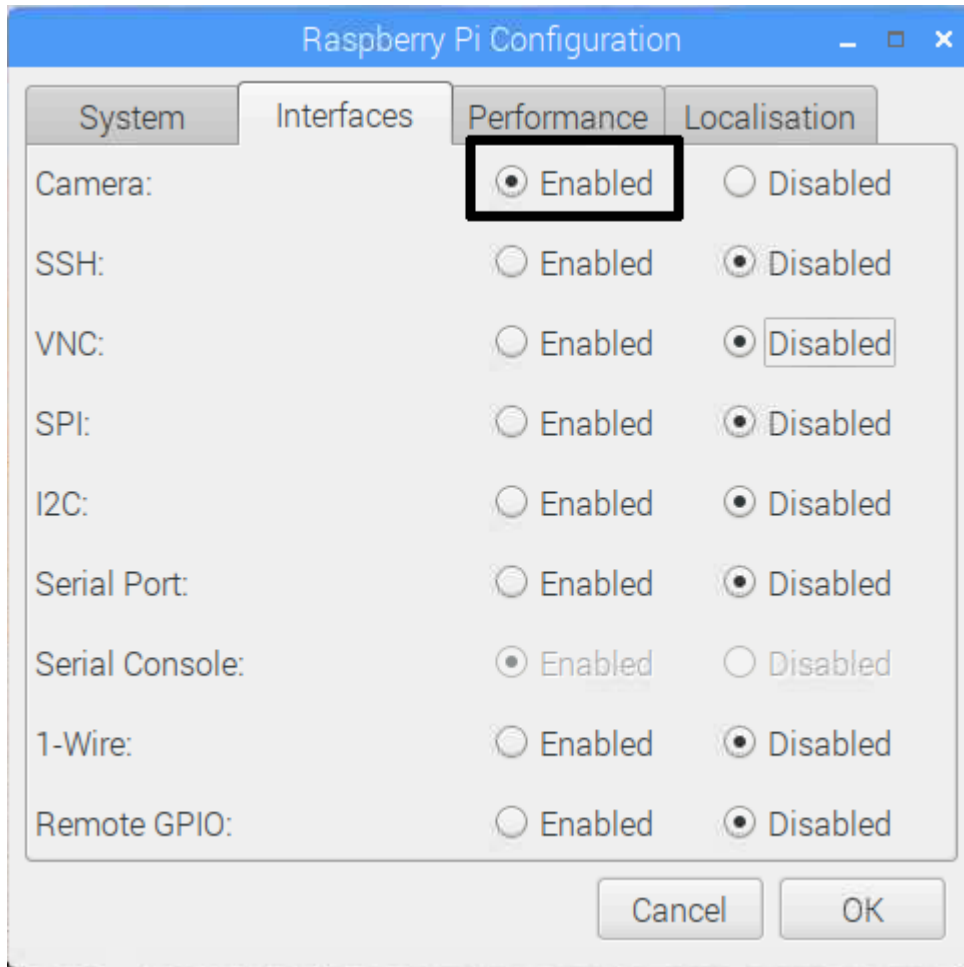 Raspberry Pi Configuration
System Interfaces Performance Localisation
Camera: Enabled Disabled
SSH: Enabled Disabled
VNC: Enabled Disabled
SPI: Enabled Disabled
I2C: Enabled Disabled
Serial Port: Enabled Disabled
Serial Console: Enabled Disabled
1-Wire: Enabled Disabled
Remote GPIO: Enabled Disabled
Cancel OK